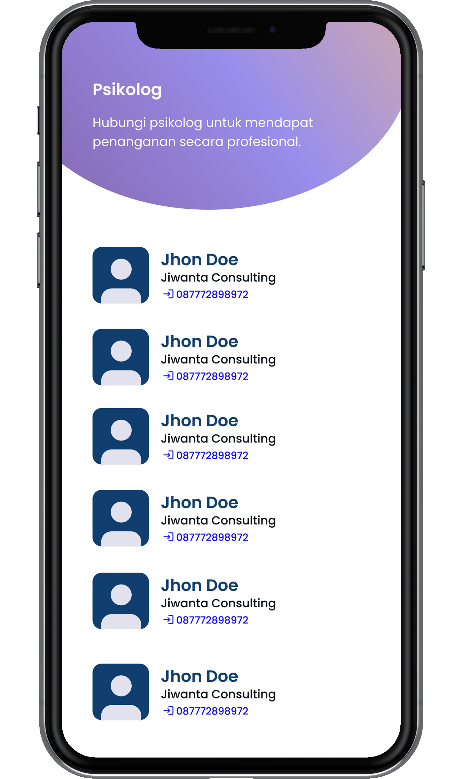 Psikolog
Hubungi psikolog untuk mendapat
penanganan secara profesional.
Jhon Doe
Jiwanta Consulting
087772898972
Jhon Doe
Jiwanta Consulting
087772898972
Jhon Doe
Jiwanta Consulting
087772898972
Jhon Doe
Jiwanta Consulting
087772898972
Jhon Doe
Jiwanta Consulting
087772898972
Jhon Doe
Jiwanta Consulting
087772898972